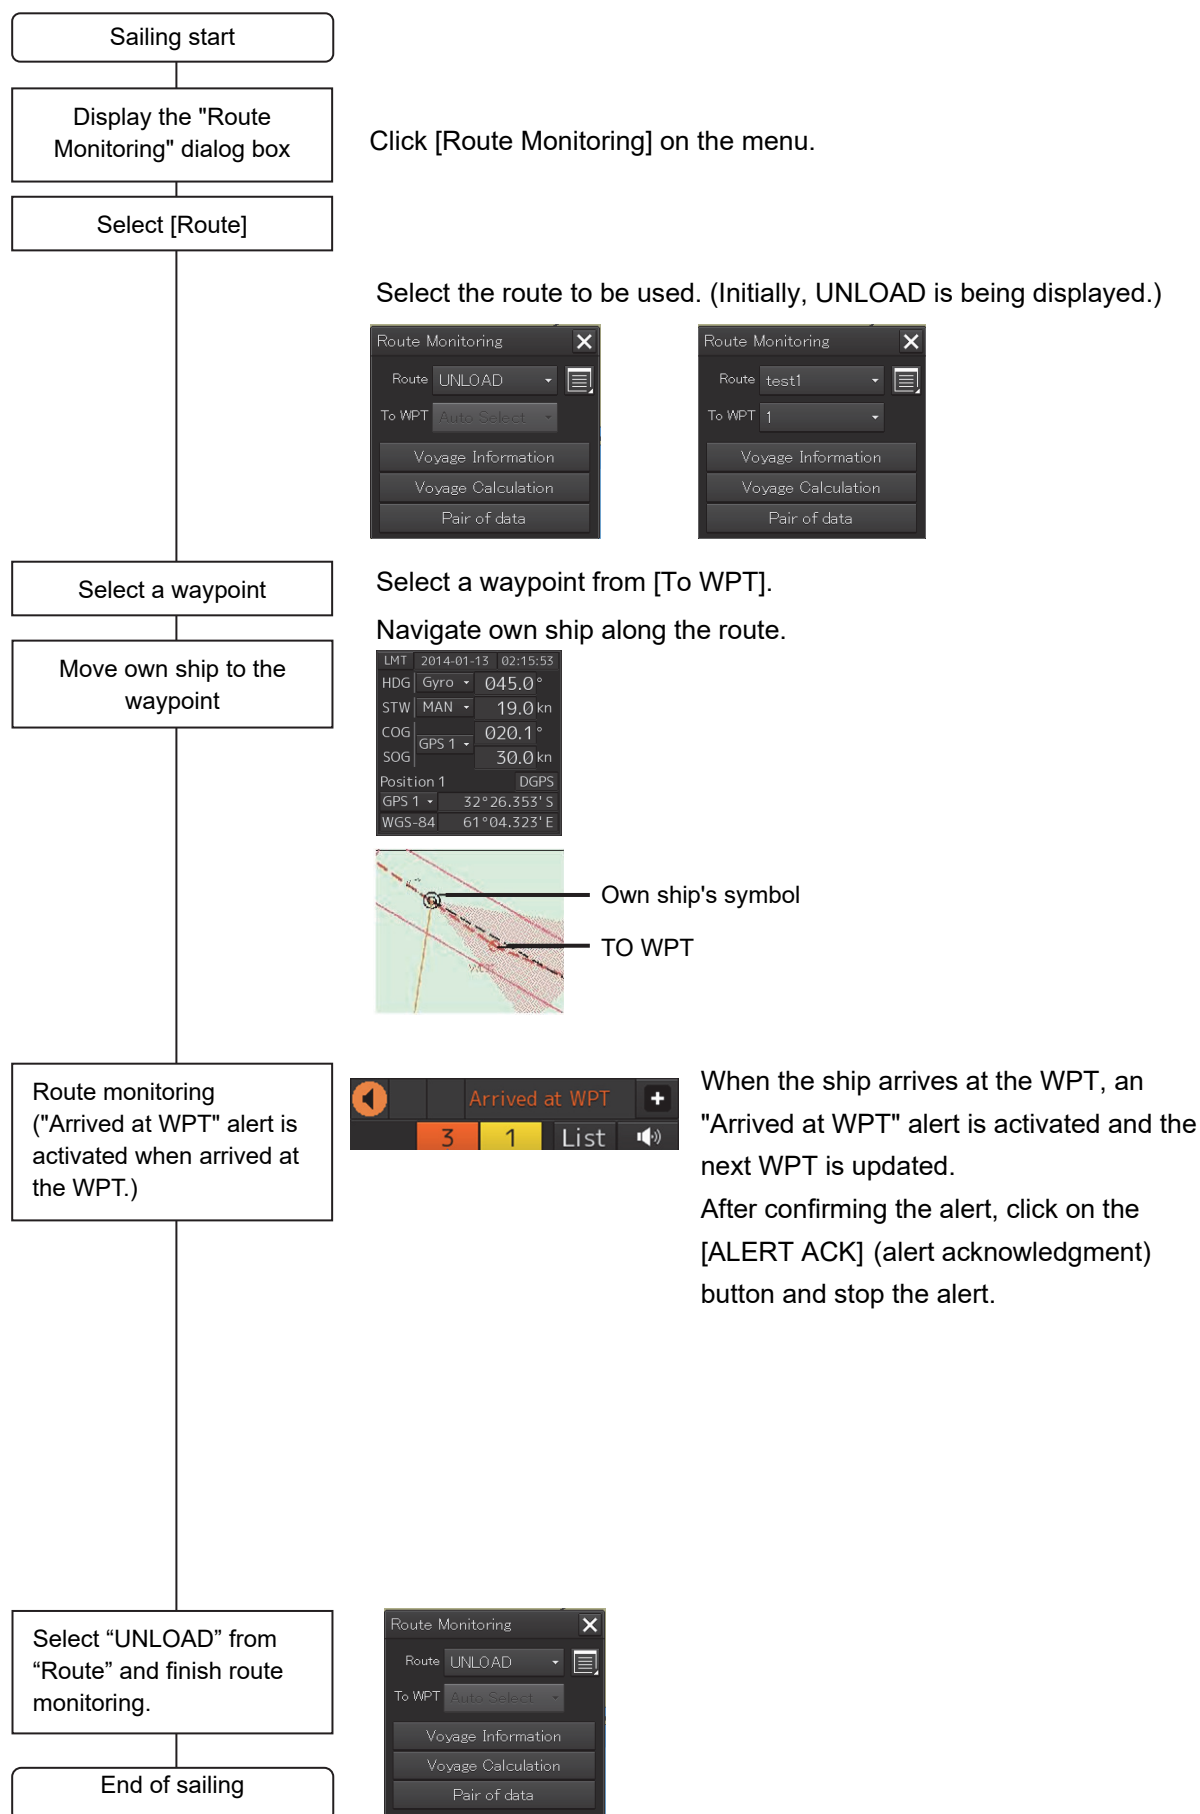 Sailing start
Display the "Route
Monitoring" dialog box
Click [Route Monitoring] on the menu.
Select [Route]
Select the route to be used. (Initially, UNLOAD is being displayed.)
Route Monitoring
Route UNLOAD
To WPT Auto Select
Voyage Information
Voyage Calculation
Pair of data
Route Monitoring
Route test1
To WPT 1
Voyage Information
Voyage Calculation
Pair of data
Select a waypoint
Select a waypoint from [To WPT].
Move own ship to the
waypoint
Navigate own ship along the route.
LMT 2014-01-13 02:15:53
HDG Gyro 045.0°
STW MAN 19.0 kn
COG GPS 1 020.1°
SOG 30.0 kn
Position 1 DGPS
GPS 1 32°26.353'S
WGS-84 61°04.323'E
Own ship's symbol
TO WPT
Route monitoring
("Arrived at WPT" alert is
activated when arrived at
the WPT.)
Arrived at WPT
3 1 List
When the ship arrives at the WPT, an
"Arrived at WPT" alert is activated and the
next WPT is updated.
After confirming the alert, click on the
[ALERT ACK] (alert acknowledgment)
button and stop the alert.
Select “UNLOAD” from
“Route” and finish route
monitoring.
Route Monitoring
Route UNLOAD
To WPT Auto Select
Voyage Information
Voyage Calculation
Pair of data
End of sailing